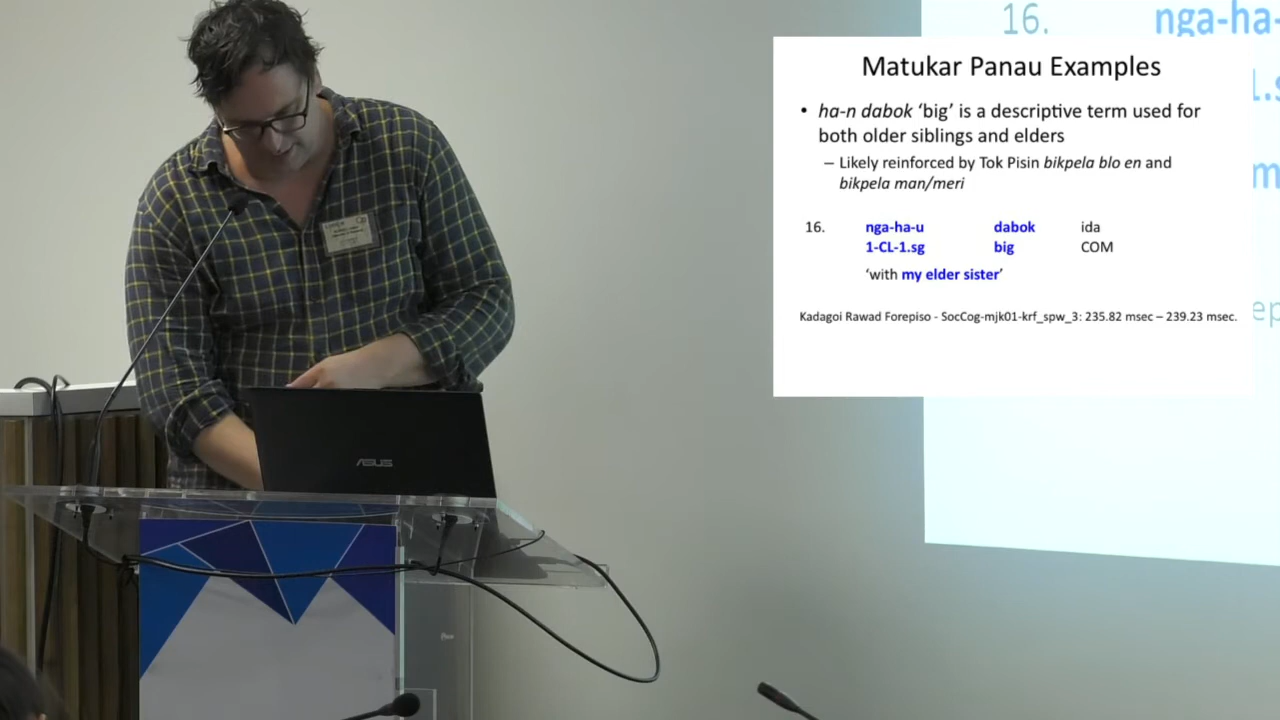 Matukar Panau Examples
• ha-n dabok ‘big’ is a descriptive term used for
both older siblings and elders
– Likely reinforced by Tok Pisin bikpela blo en and
bikpela man/meri
16. nga-ha-u dabok ida
1-CL-1.sg big COM
‘with my elder sister’
Kadagoi Rawad Forepiso - SocCog-mjk01-krf_spw_3: 235.82 msec – 239.23 msec.
16. nga-ha-
ASUS